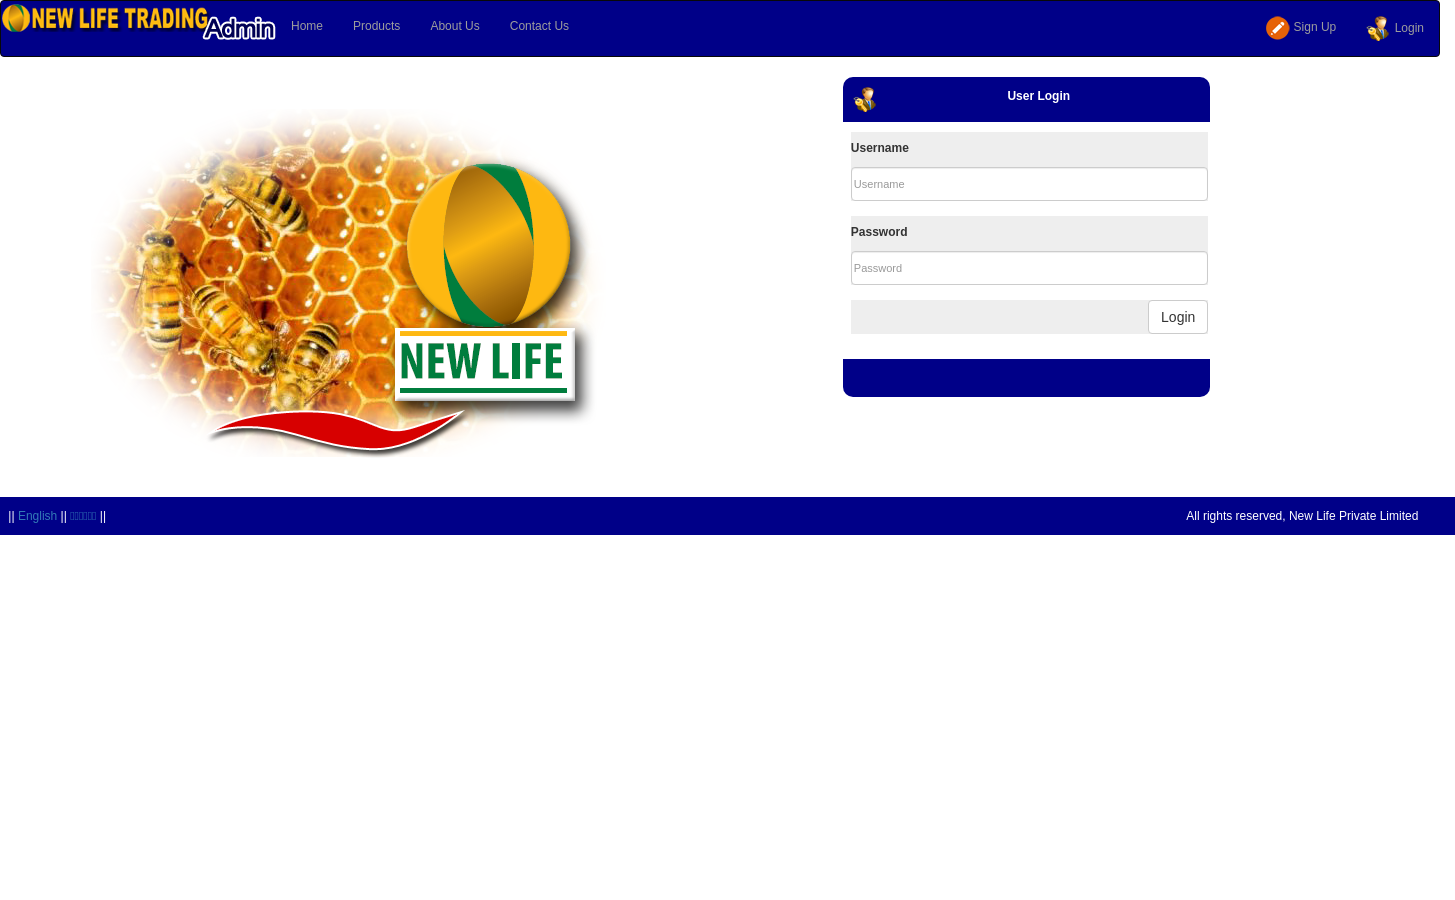 NEW LIFE TRADING Admin
Home
Products
About Us
Contact Us
Sign Up
Login
User Login
Username
Username
Password
Password
Login
NEW LIFE
|| English || ||
All rights reserved, New Life Private Limited